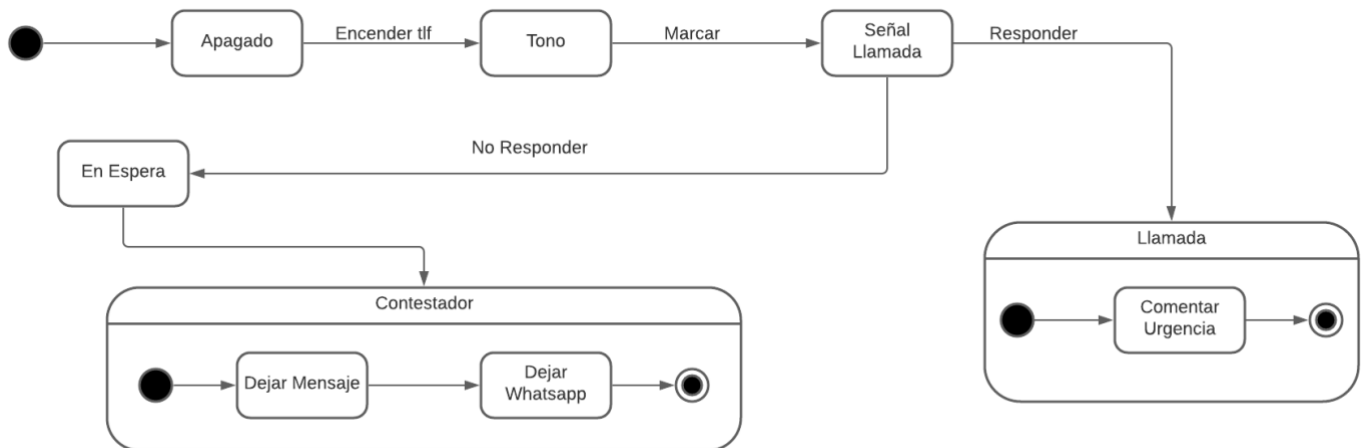 Apagado
Encender tlf
Tono
Marcar
Señal
Llamada
Responder
No Responder
En Espera
Llamada
Contestador
Comentar
Urgencia
Dejar Mensaje
Dejar
Whatsapp